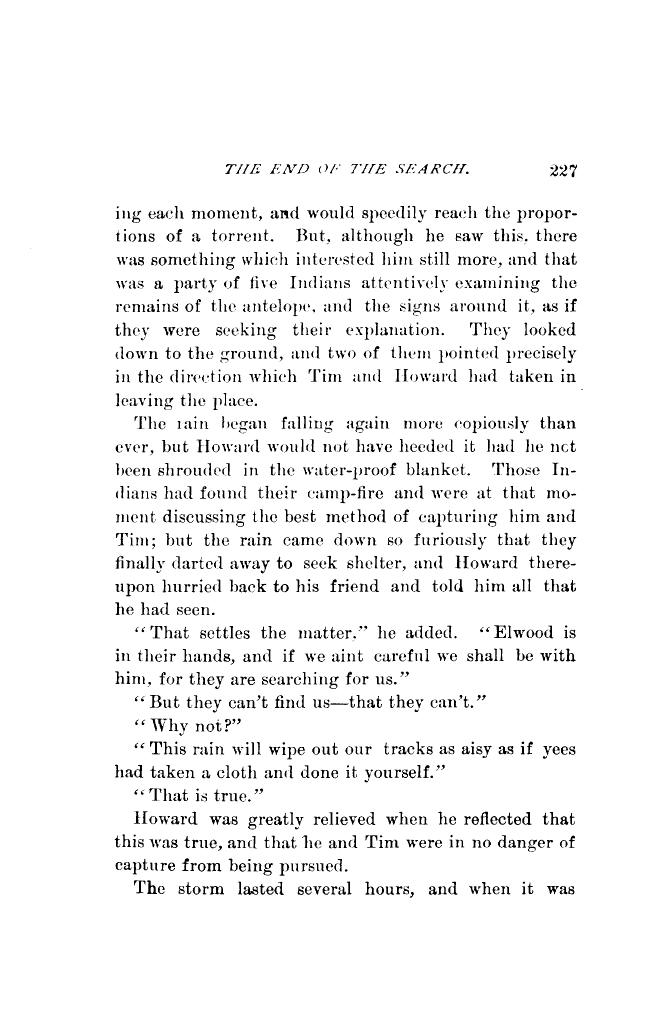 THE END OF THE SEARCH. 227
ing each moment, and would speedily reach the propor-
tions of a torrent. But, although he saw this, there
was something which interested him still more, and that
was a party of five Indians attentively examining the
remains of the antelope, and the signs around it, as if
they were seeking their explanation. They looked
down to the ground, and two of them pointed precisely
in the direction which Tim and Howard had taken in
leaving the place.
The rain began falling again more copiously than
ever, but Howard would not have heeded it had he not
been shrouded in the water-proof blanket. Those In-
dians had found their camp-fire and were at that mo-
ment discussing the best method of capturing him and
Tim; but the rain came down so furiously that they
finally darted away to seek shelter, and Howard there-
upon hurried back to his friend and told him all that
he had seen.
“That settles the matter,” he added. “Elwood is
in their hands, and if we aint careful we shall be with
him, for they are searching for us.”
“But they can’t find us—that they can’t.”
“Why not?”
“This rain will wipe out our tracks as aisy as if yees
had taken a cloth and done it yourself.”
“That is true.”
Howard was greatly relieved when he reflected that
this was true, and that he and Tim were in no danger of
capture from being pursued.
The storm lasted several hours, and when it was